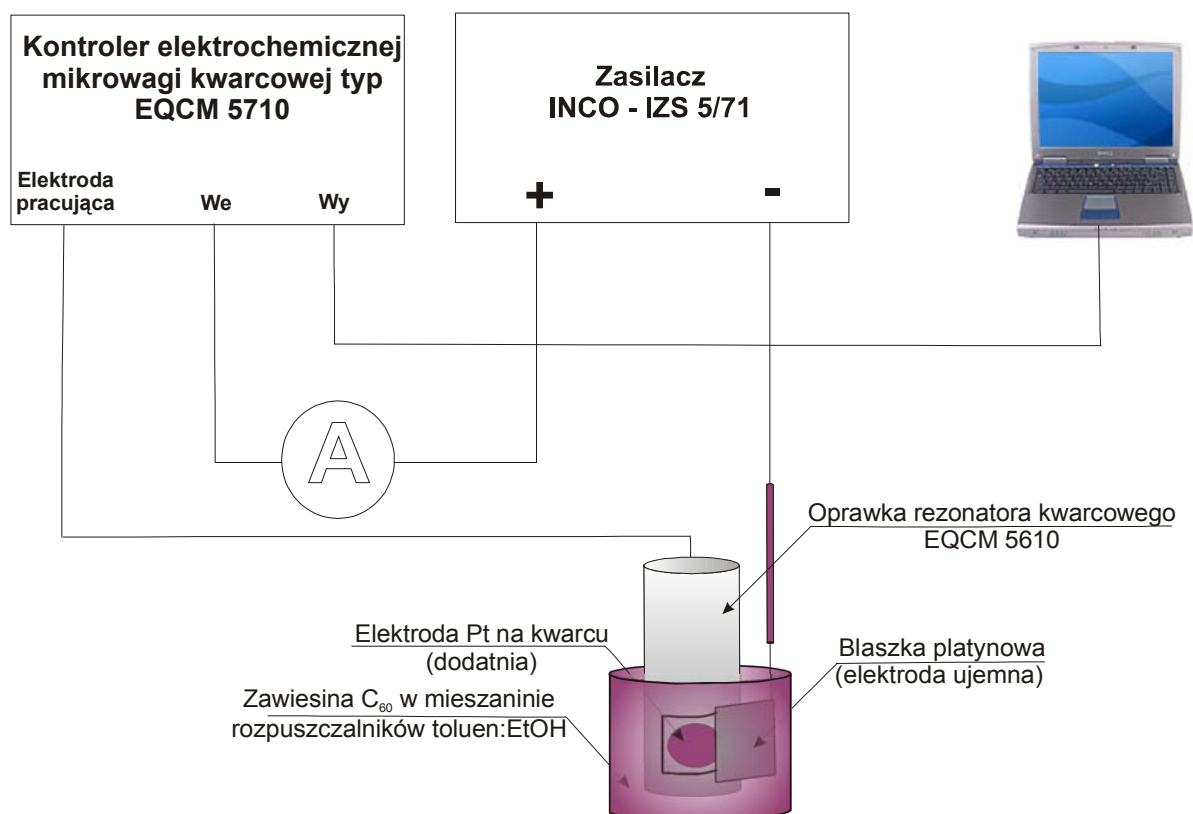 Kontroler elektrochemicznej
mikrowagi kwarcowej typ
EQCM 5710
Elektroda
pracująca
We
Wy
Zasilacz
INCO - IZS 5/71
+
-
A
Oprawka rezonatora kwarcowego
EQCM 5610
Elektroda Pt na kwarcu
(dodatnia)
Blaszka platynowa
(elektroda ujemna)
Zawiesina C₆₀ w mieszaninie
rozpuszczalników toluen:EtOH